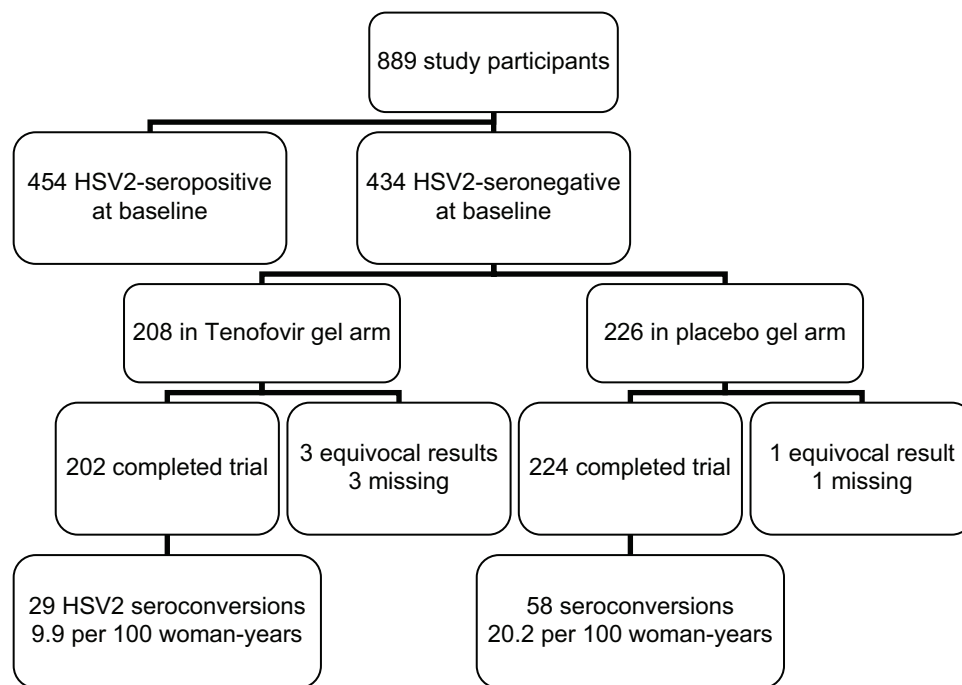 889 study participants
454 HSV2-seropositive
at baseline
434 HSV2-seronegative
at baseline
208 in Tenofovir gel arm
226 in placebo gel arm
202 completed trial
3 equivocal results
3 missing
224 completed trial
1 equivocal result
1 missing
29 HSV2 seroconversions
9.9 per 100 woman-years
58 seroconversions
20.2 per 100 woman-years